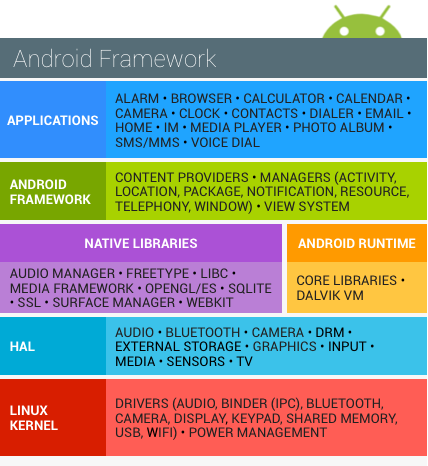 Android Framework
APPLICATIONS
ALARM • BROWSER • CALCULATOR • CALENDAR •
CAMERA • CLOCK • CONTACTS • DIALER • EMAIL •
HOME • IM • MEDIA PLAYER • PHOTO ALBUM •
SMS/MMS • VOICE DIAL
ANDROID
FRAMEWORK
CONTENT PROVIDERS • MANAGERS (ACTIVITY,
LOCATION, PACKAGE, NOTIFICATION, RESOURCE,
TELEPHONY, WINDOW) • VIEW SYSTEM
NATIVE LIBRARIES
AUDIO MANAGER • FREETYPE • LIBC •
MEDIA FRAMEWORK • OPENGL/ES • SQLITE
• SSL • SURFACE MANAGER • WEBKIT
ANDROID RUNTIME
CORE LIBRARIES •
DALVIK VM
HAL
AUDIO • BLUETOOTH • CAMERA • DRM •
EXTERNAL STORAGE • GRAPHICS • INPUT •
MEDIA • SENSORS • TV
LINUX
KERNEL
DRIVERS (AUDIO, BINDER (IPC), BLUETOOTH,
CAMERA, DISPLAY, KEYPAD, SHARED MEMORY,
USB, WIFI) • POWER MANAGEMENT